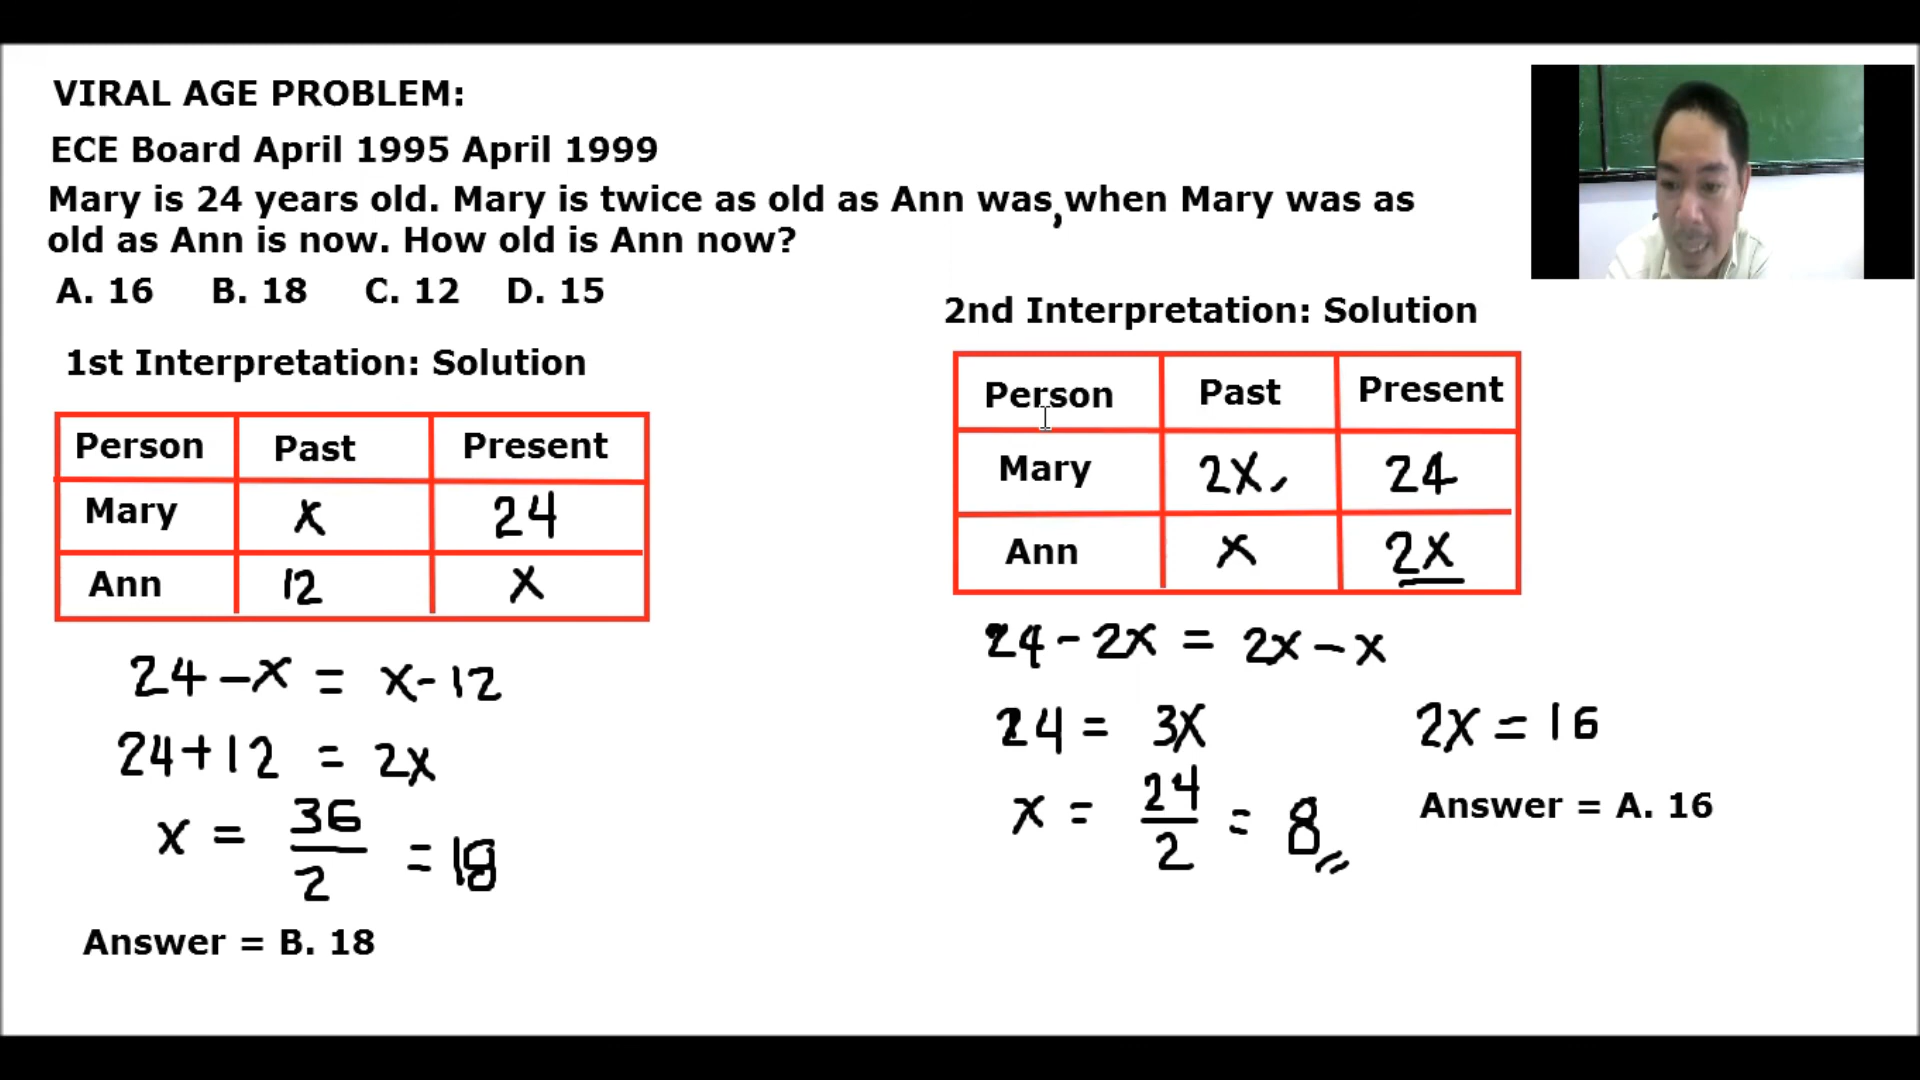 VIRAL AGE PROBLEM:
ECE Board April 1995 April 1999
Mary is 24 years old. Mary is twice as old as Ann was, when Mary was as
old as Ann is now. How old is Ann now?
A. 16 B. 18 C. 12 D. 15
1st Interpretation: Solution
Person Past Present
Mary x 24
Ann 12 x
24 - x = x - 12
24 + 12 = 2x
x = 36/2 = 18
Answer = B. 18
2nd Interpretation: Solution
Person Past Present
Mary 2x, 24
Ann x 2x
24 - 2x = 2x - x
24 = 3x
x = 24/2 = 8
2x = 16
Answer = A. 16